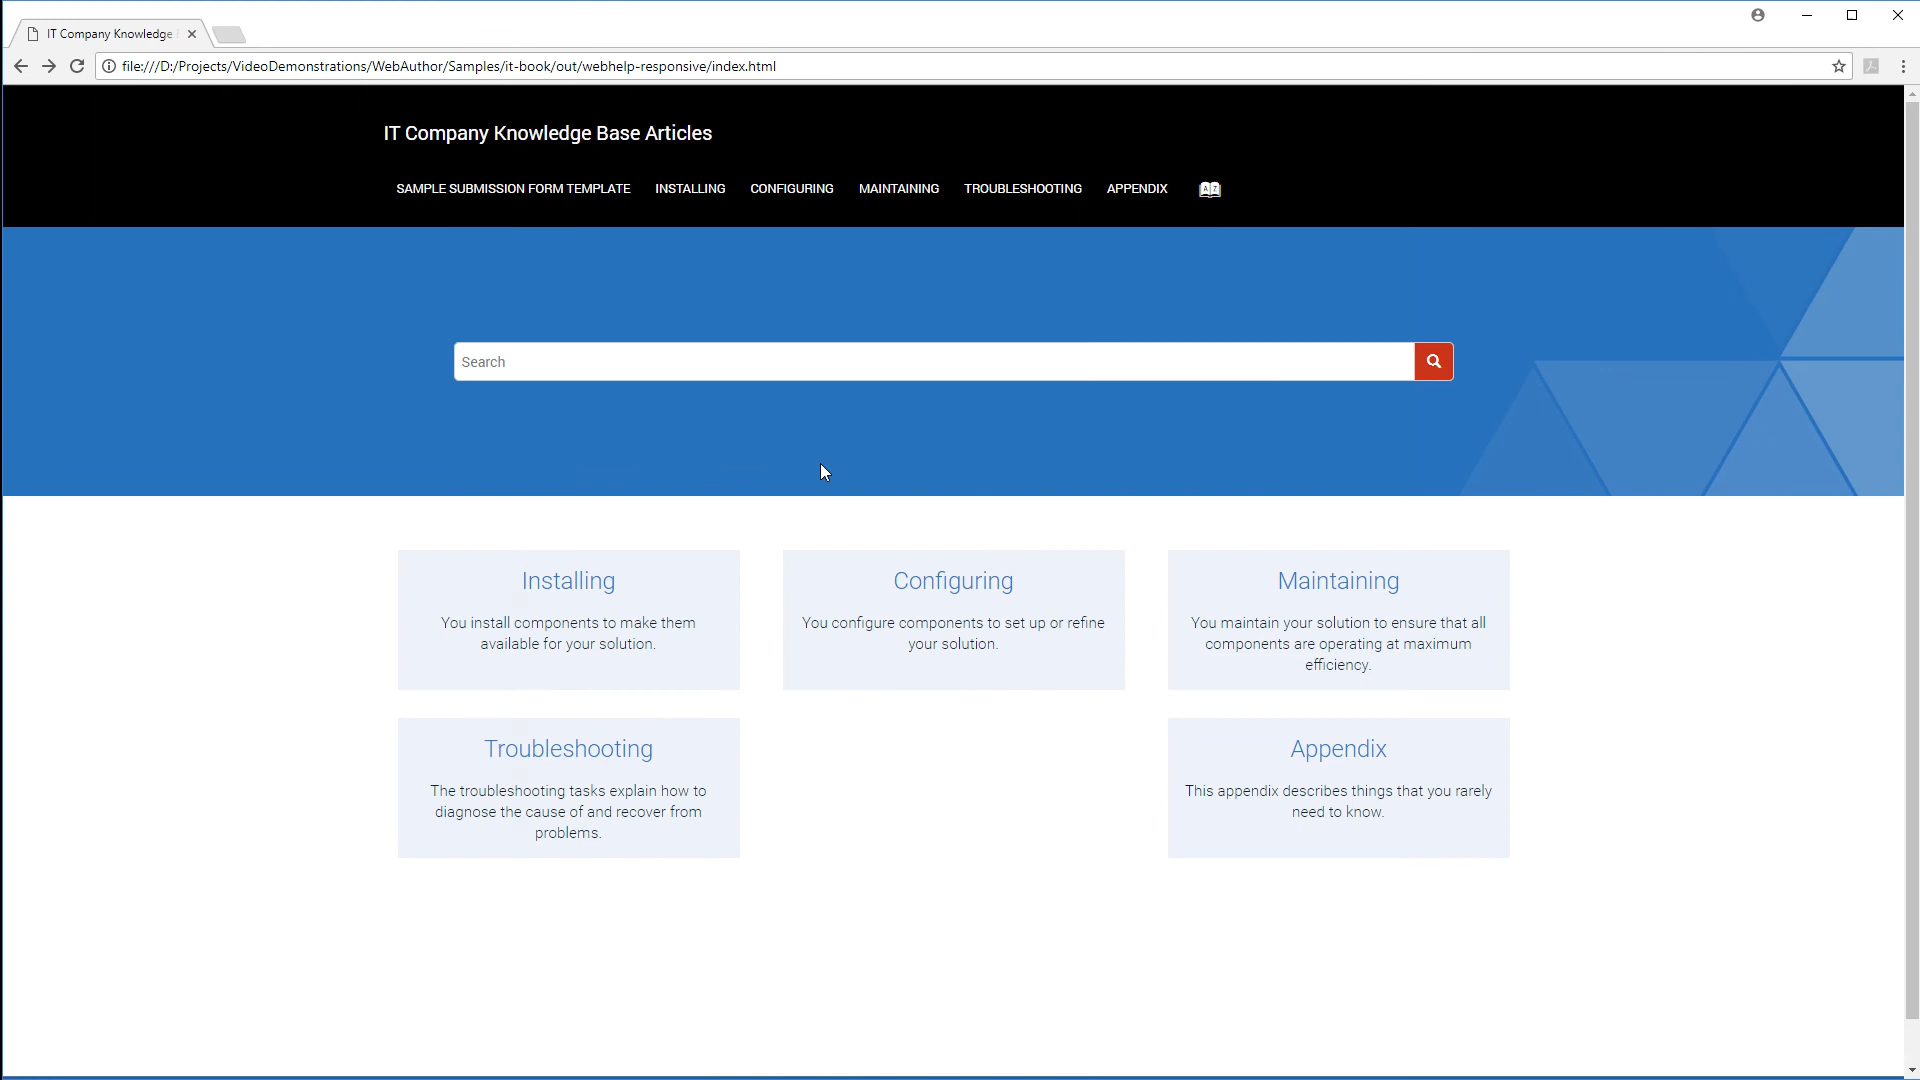 IT Company Knowledge
file:///D:/Projects/VideoDemonstrations/WebAuthor/Samples/it-book/out/webhelp-responsive/index.html
IT Company Knowledge Base Articles
SAMPLE SUBMISSION FORM TEMPLATE INSTALLING CONFIGURING MAINTAINING TROUBLESHOOTING APPENDIX
A Z
Search
Installing
You install components to make them
available for your solution.
Configuring
You configure components to set up or refine
your solution.
Maintaining
You maintain your solution to ensure that all
components are operating at maximum
efficiency.
Troubleshooting
The troubleshooting tasks explain how to
diagnose the cause of and recover from
problems.
Appendix
This appendix describes things that you rarely
need to know.